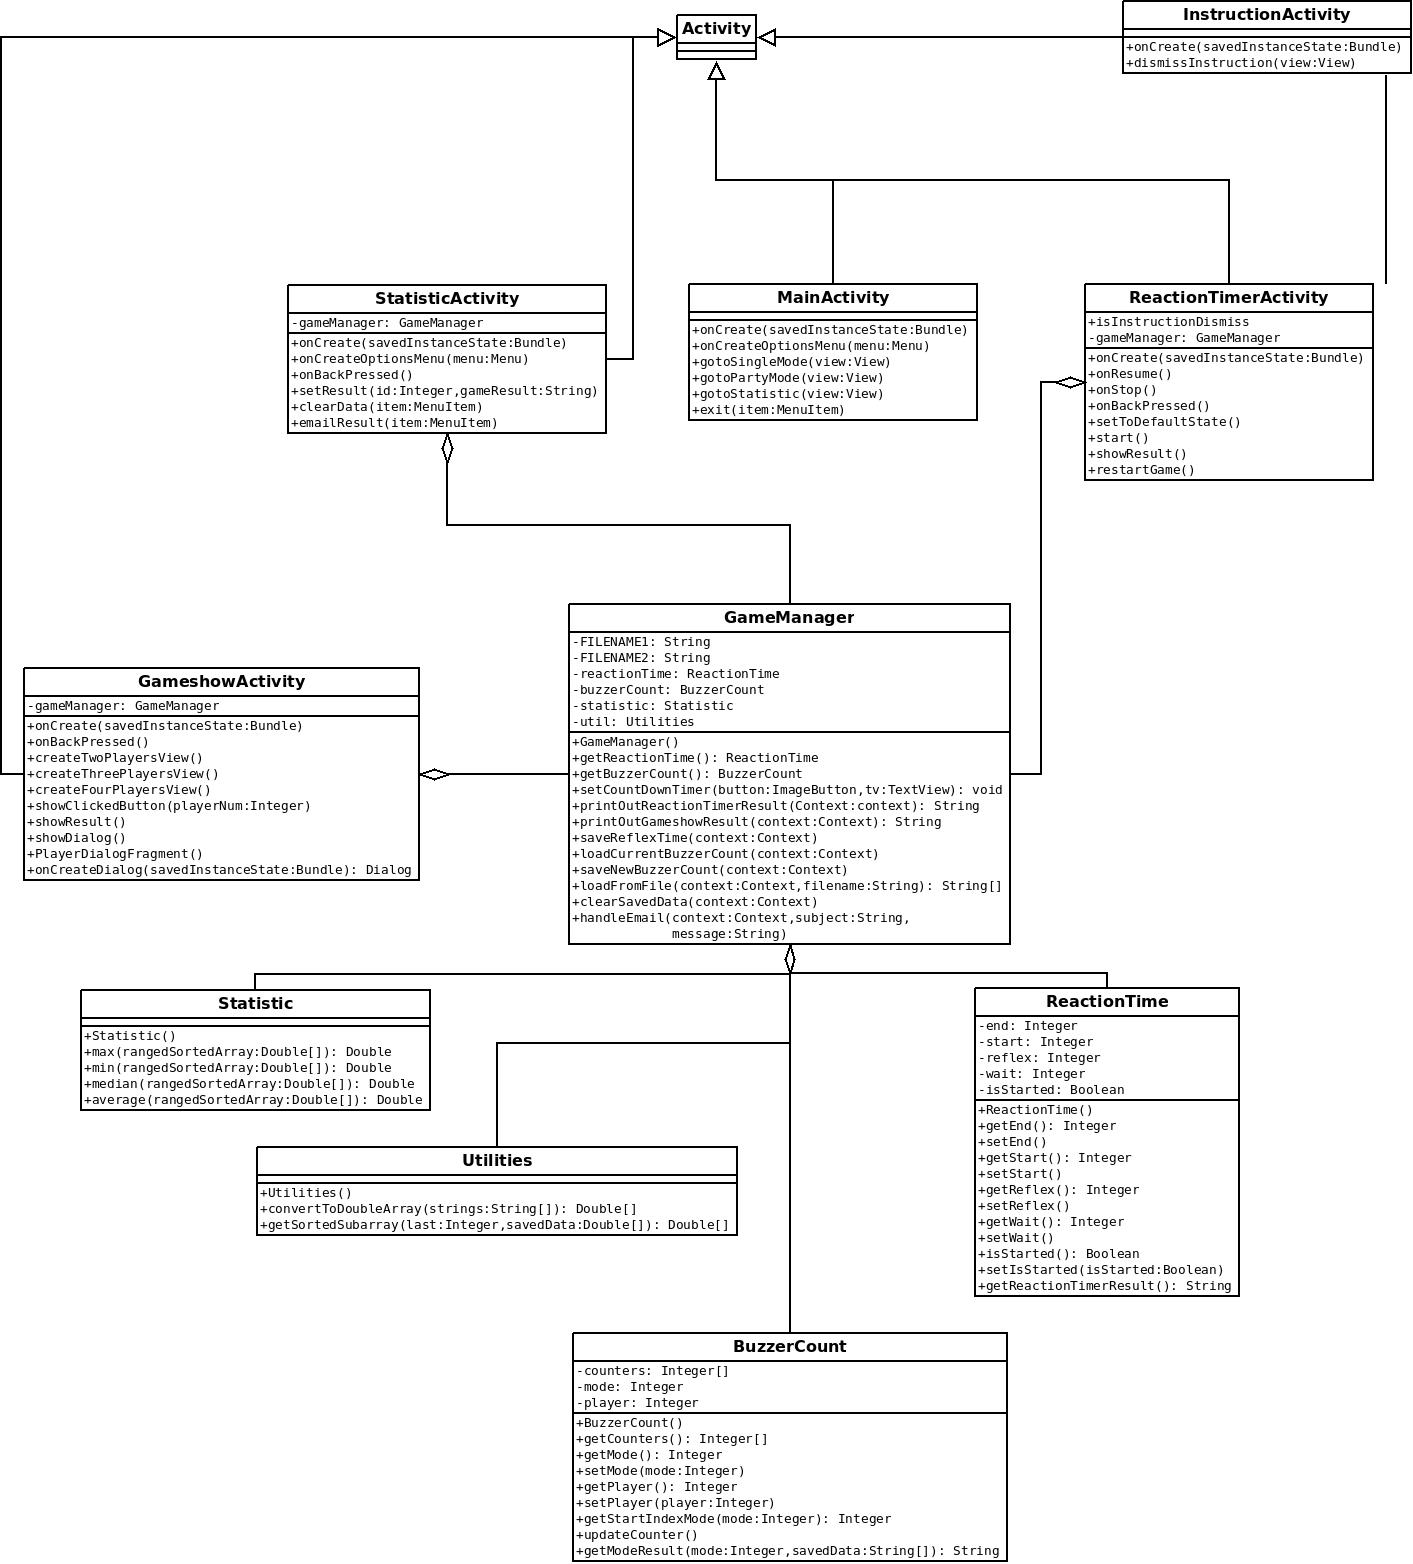 Activity
InstructionActivity
+onCreate(savedInstanceState:Bundle)
+dismissInstruction(view:View)
StatisticActivity
-gameManager: GameManager
+onCreate(savedInstanceState:Bundle)
+onCreateOptionsMenu(menu:Menu)
+onBackPressed()
+setResult(id:Integer,gameResult:String)
+clearData(item:MenuItem)
+emailResult(item:MenuItem)
MainActivity
+onCreate(savedInstanceState:Bundle)
+onCreateOptionsMenu(menu:Menu)
+gotoSingleMode(view:View)
+gotoPartyMode(view:View)
+gotoStatistic(view:View)
+exit(item:MenuItem)
ReactionTimerActivity
+isInstructionDismiss
-gameManager: GameManager
+onCreate(savedInstanceState:Bundle)
+onResume()
+onStop()
+onBackPressed()
+setToDefaultState()
+start()
+showResult()
+restartGame()
GameManager
-FILENAME1: String
-FILENAME2: String
-reactionTime: ReactionTime
-buzzerCount: BuzzerCount
-statistic: Statistic
-util: Utilities
+GameManager()
+getReactionTime(): ReactionTime
+getBuzzerCount(): BuzzerCount
+setCountDownTimer(button:ImageButton,tv:TextView): void
+printOutReactionTimerResult(Context:context): String
+printOutGameshowResult(context:Context): String
+saveReflexTime(context:Context)
+loadCurrentBuzzerCount(context:Context)
+saveNewBuzzerCount(context:Context)
+loadFromFile(context:Context,filename:String): String[]
+clearSavedData(context:Context)
+handleEmail(context:Context,subject:String,
message:String)
GameshowActivity
-gameManager: GameManager
+onCreate(savedInstanceState:Bundle)
+onBackPressed()
+createTwoPlayersView()
+createThreePlayersView()
+createFourPlayersView()
+showClickedButton(playerNum:Integer)
+showResult()
+showDialog()
+PlayerDialogFragment()
+onCreateDialog(savedInstanceState:Bundle): Dialog
Statistic
+Statistic()
+max(rangedSortedArray:Double[]): Double
+min(rangedSortedArray:Double[]): Double
+median(rangedSortedArray:Double[]): Double
+average(rangedSortedArray:Double[]): Double
ReactionTime
-end: Integer
-start: Integer
-reflex: Integer
-wait: Integer
-isStarted: Boolean
+ReactionTime()
+getEnd(): Integer
+setEnd()
+getStart(): Integer
+setStart()
+getReflex(): Integer
+setReflex()
+getWait(): Integer
+setWait()
+isStarted(): Boolean
+setIsStarted(isStarted:Boolean)
+getReactionTimerResult(): String
Utilities
+Utilities()
+convertToDoubleArray(strings:String[]): Double[]
+getSortedSubarray(last:Integer,savedData:Double[]): Double[]
BuzzerCount
-counters: Integer[]
-mode: Integer
-player: Integer
+BuzzerCount()
+getCounters(): Integer[]
+getMode(): Integer
+setMode(mode:Integer)
+getPlayer(): Integer
+setPlayer(player:Integer)
+getStartIndexMode(mode:Integer): Integer
+updateCounter()
+getModeResult(mode:Integer,savedData:String[]): String